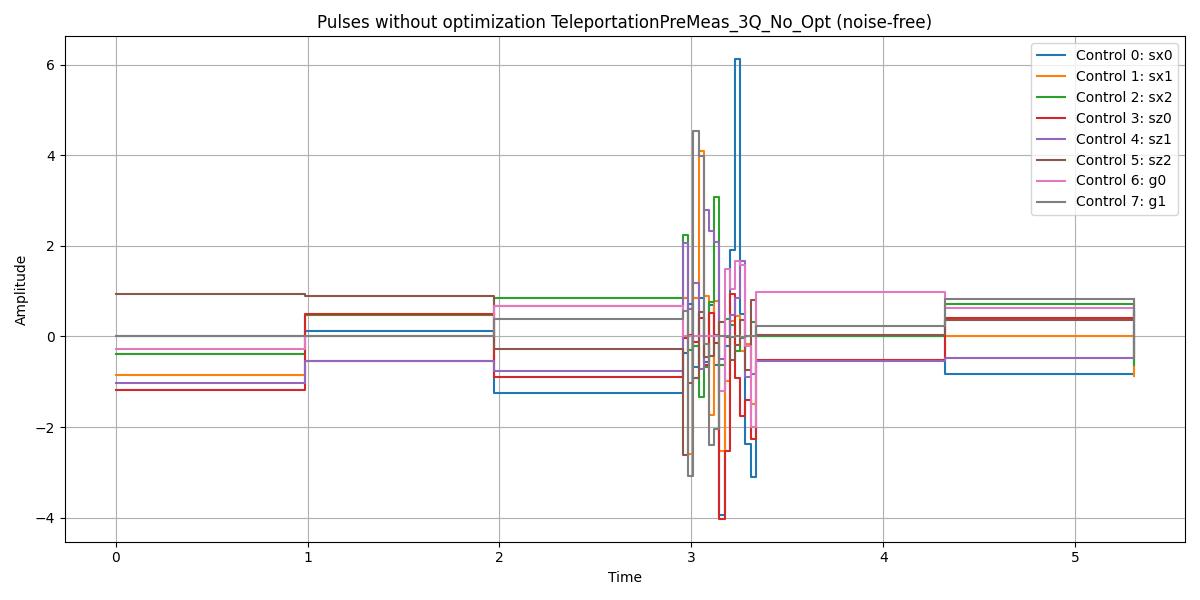 Pulses without optimization TeleportationPreMeas_3Q_No_Opt (noise-free)
6
4
2
0
−2
−4
Amplitude
0 1 2 3 4 5
Time
Control 0: sx0
Control 1: sx1
Control 2: sx2
Control 3: sz0
Control 4: sz1
Control 5: sz2
Control 6: g0
Control 7: g1